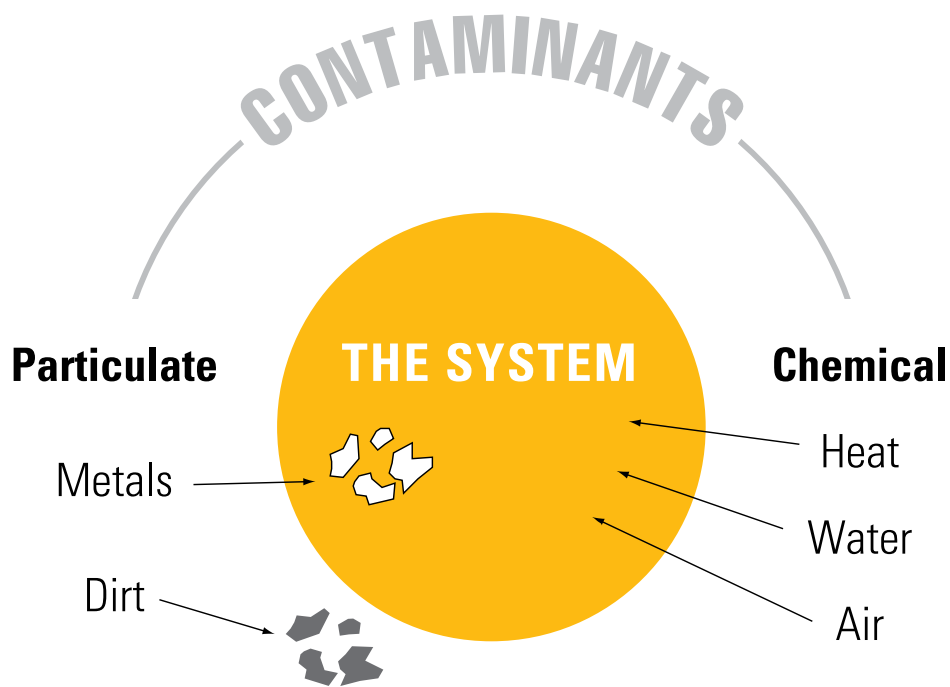 CONTAMINANTS
THE SYSTEM
Particulate
Metals
Dirt
Chemical
Heat
Water
Air